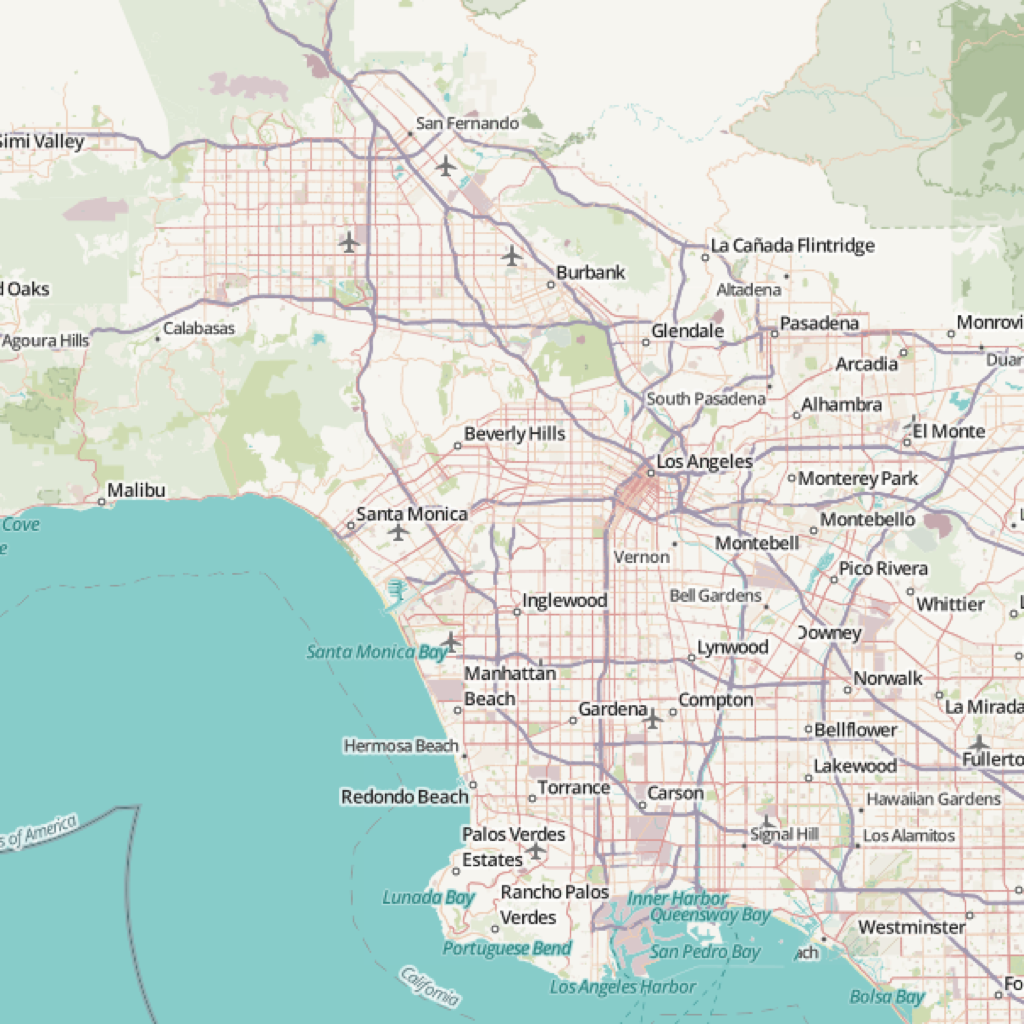 San Fernando
Simi Valley
La Cañada Flintridge
Burbank
Altadena
d Oaks
Calabasas
Glendale
Pasadena
Monrovi
Agoura Hills
Arcadia
Duar
South Pasadena
Alhambra
Beverly Hills
El Monte
Los Angeles
Monterey Park
Malibu
Santa Monica
Montebello
Cove
e
Vernon
Montebell
Pico Rivera
Inglewood
Bell Gardens
Whittier
Downey
Santa Monica Bay
Lynwood
Manhattan
Beach
Norwalk
Gardena
Compton
La Mirada
Bellflower
Hermosa Beach
Fullerto
Lakewood
Redondo Beach
Torrance
Carson
Hawaiian Gardens
s of America
Palos Verdes
Estates
Signal Hill
Los Alamitos
Lunada Bay
Rancho Palos
Verdes
Inner Harbor
Queensway Bay
Westminster
Portuguese Bend
San Pedro Bay
ach
California
Los Angeles Harbor
Bolsa Bay
Fo